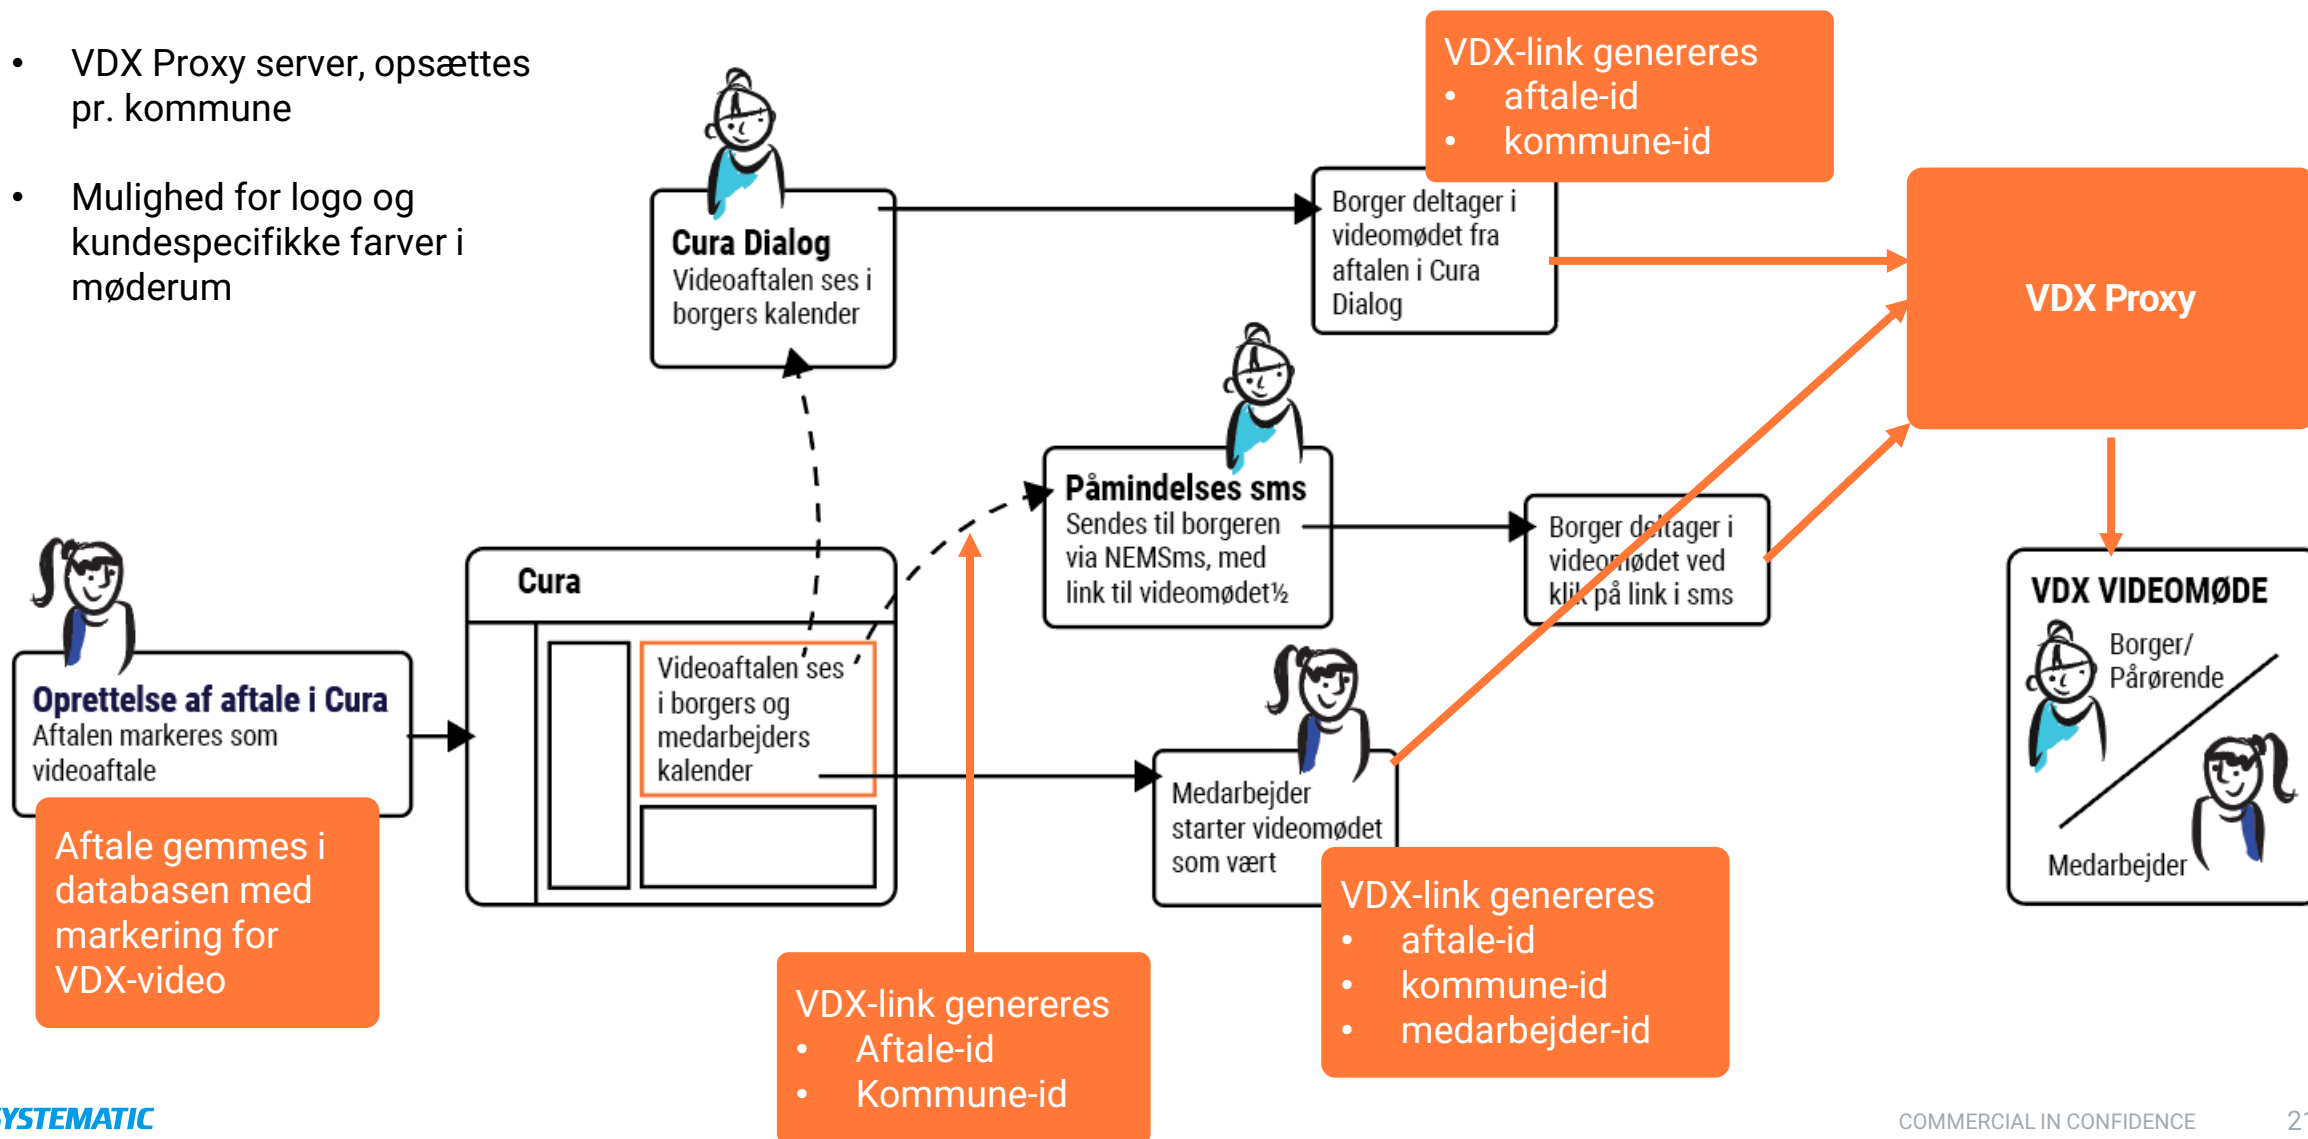 • VDX Proxy server, opsættes
pr. kommune
• Mulighed for logo og
kundespecifikke farver i
møderum
VDX-link genereres
• aftale-id
• kommune-id
Cura Dialog
Videoaftalen ses i
borgers kalender
Borger deltager i
videomødet fra
aftalen i Cura
Dialog
VDX Proxy
Påmindelses sms
Sendes til borgeren
via NEMSms, med
link til videomødet½
Borger deltager i
videomødet ved
klik på link i sms
Cura
Videoaftalen ses
i borgers og
medarbejders
kalender
Oprettelse af aftale i Cura
Aftalen markeres som
videoaftale
Aftale gemmes i
databasen med
markering for
VDX-video
Medarbejder
starter videomødet
som vært
VDX-link genereres
• aftale-id
• kommune-id
• medarbejder-id
VDX-link genereres
• Aftale-id
• Kommune-id
VDX VIDEOMØDE
Borger/
Pårørende
Medarbejder
SYSTEMATIC
COMMERCIAL IN CONFIDENCE